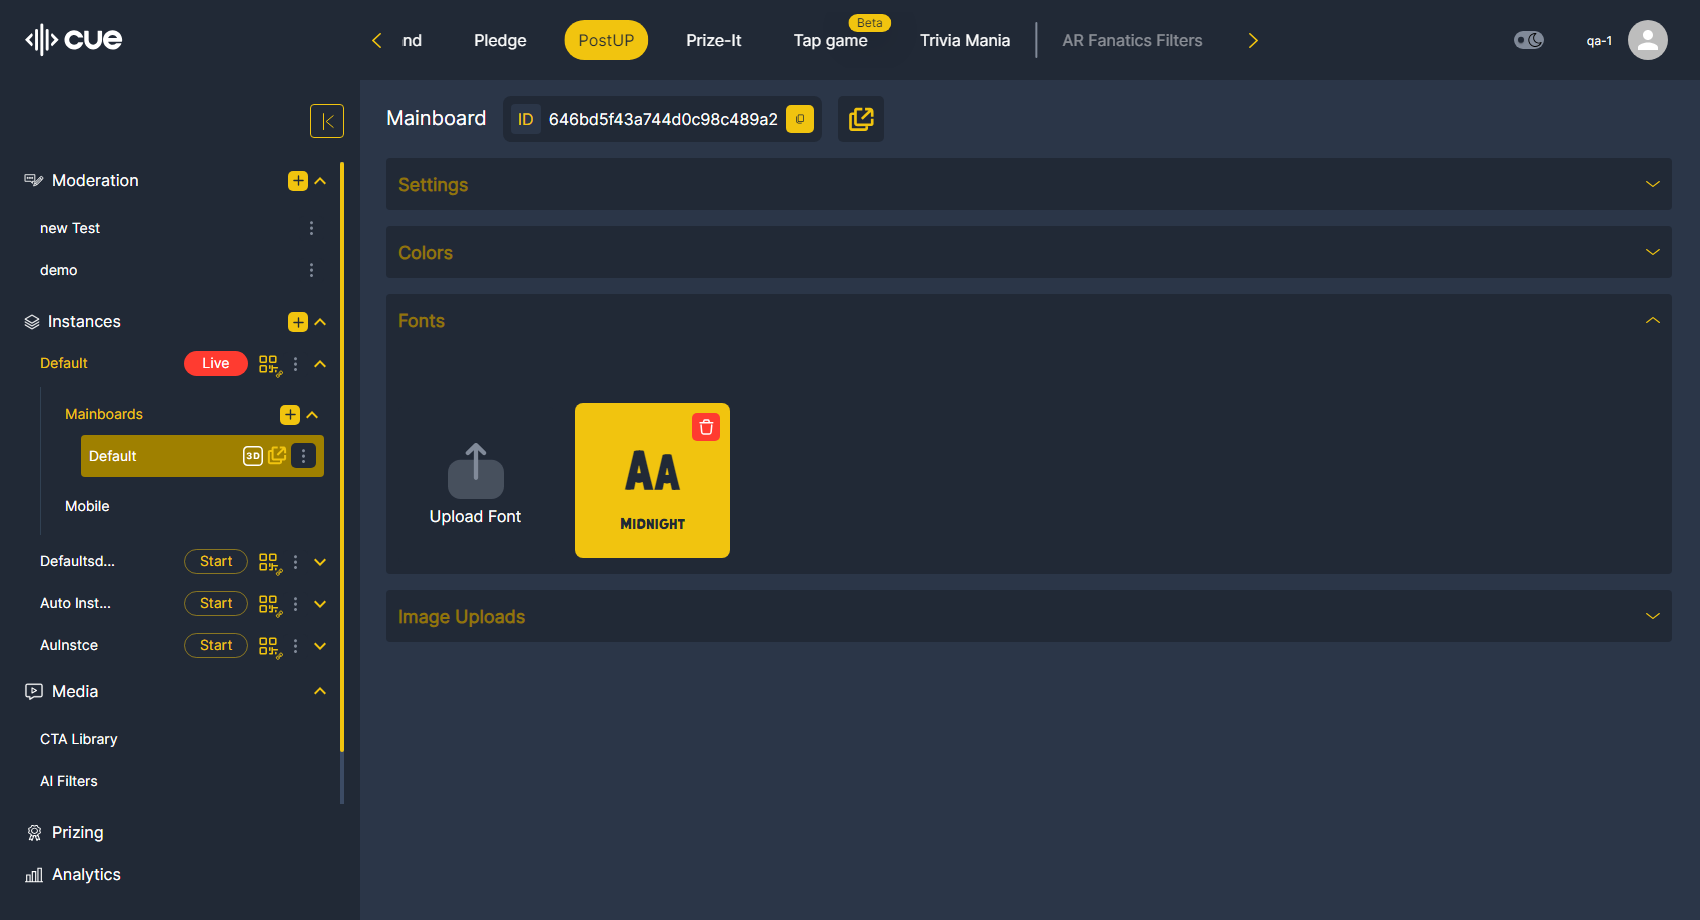 cue
nd
Pledge
PostUP
Prize-It
Tap game
Beta
Trivia Mania
AR Fanatics Filters
qa-1
Moderation
new Test
demo
Instances
Default
Live
Mainboards
Default
3D
Mobile
Defaultsd...
Start
Auto Inst...
Start
AuInstce
Start
Media
CTA Library
AI Filters
Prizing
Analytics
Mainboard
ID
646bd5f43a744d0c98c489a2
Settings
Colors
Fonts
Upload Font
AA
MIDNIGHT
Image Uploads